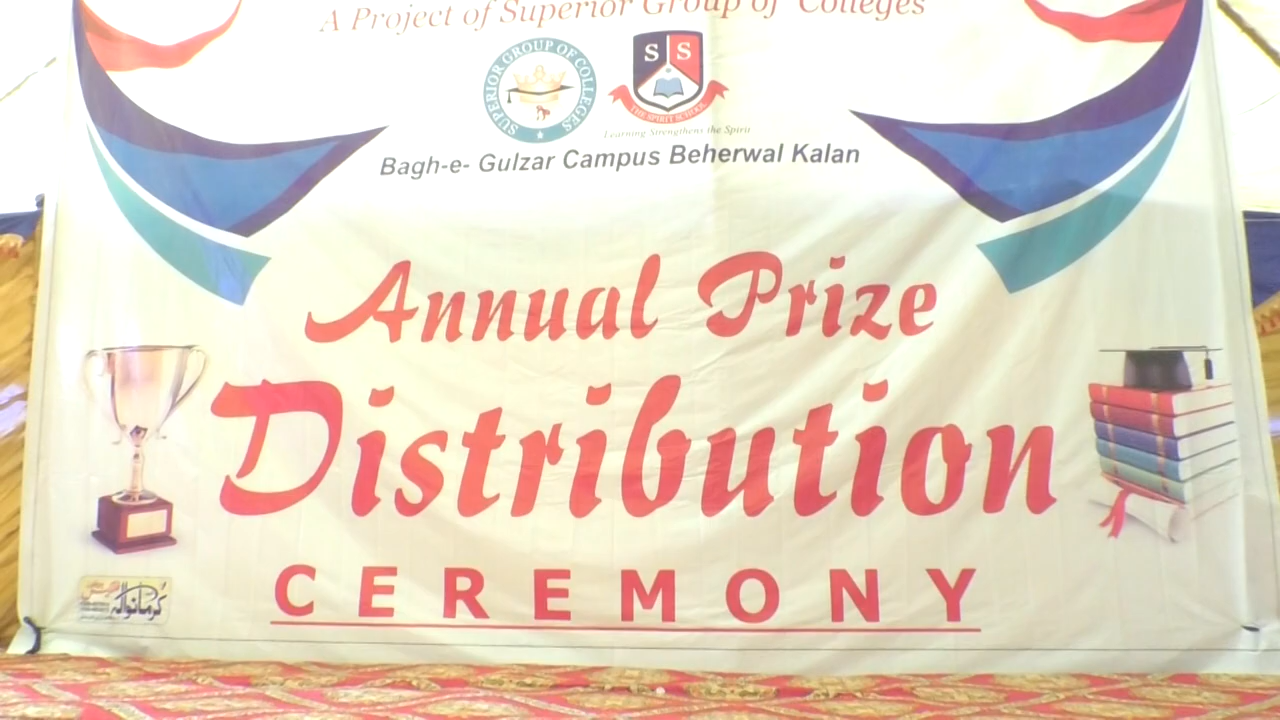 A Project of Superior Group of Colleges
SUPERIOR GROUP OF COLLEGES
S S
THE SPIRIT SCHOOL
Learning Strengthens the Spirit
Bagh-e- Gulzar Campus Beherwal Kalan
Annual Prize
Distribution
CEREMONY
کرمانوالہ